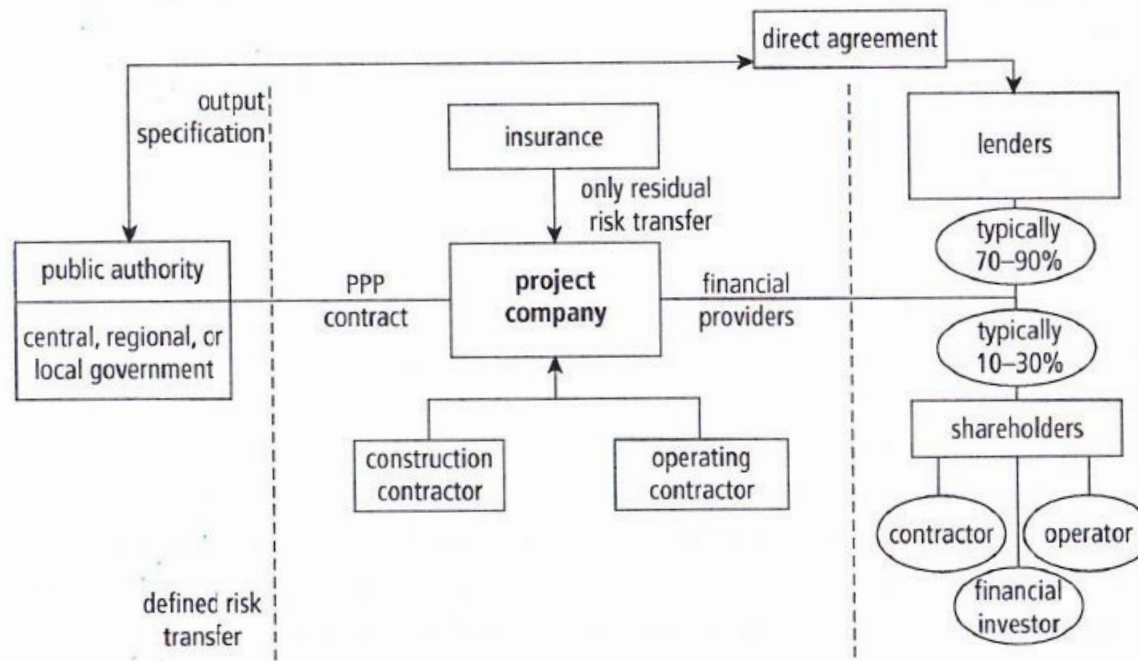 direct agreement
output
specification
insurance
lenders
only residual
risk transfer
typically
70–90%
public authority
central, regional, or
local government
PPP
contract
project
company
financial
providers
typically
10–30%
shareholders
construction
contractor
operating
contractor
contractor
operator
financial
investor
defined risk
transfer